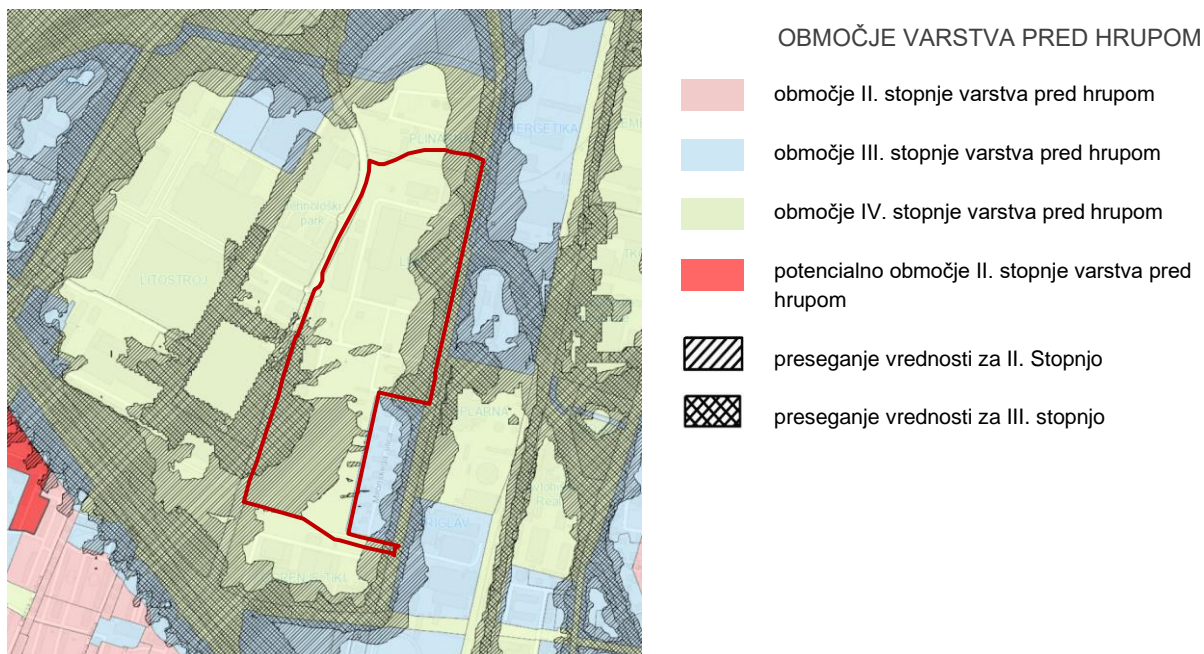 OBMOČJE VARSTVA PRED HRUPOM
območje II. stopnje varstva pred hrupom
območje III. stopnje varstva pred hrupom
območje IV. stopnje varstva pred hrupom
potencialno območje II. stopnje varstva pred
hrupom
preseganje vrednosti za II. Stopnjo
preseganje vrednosti za III. stopnjo
park
LITOSTROJ